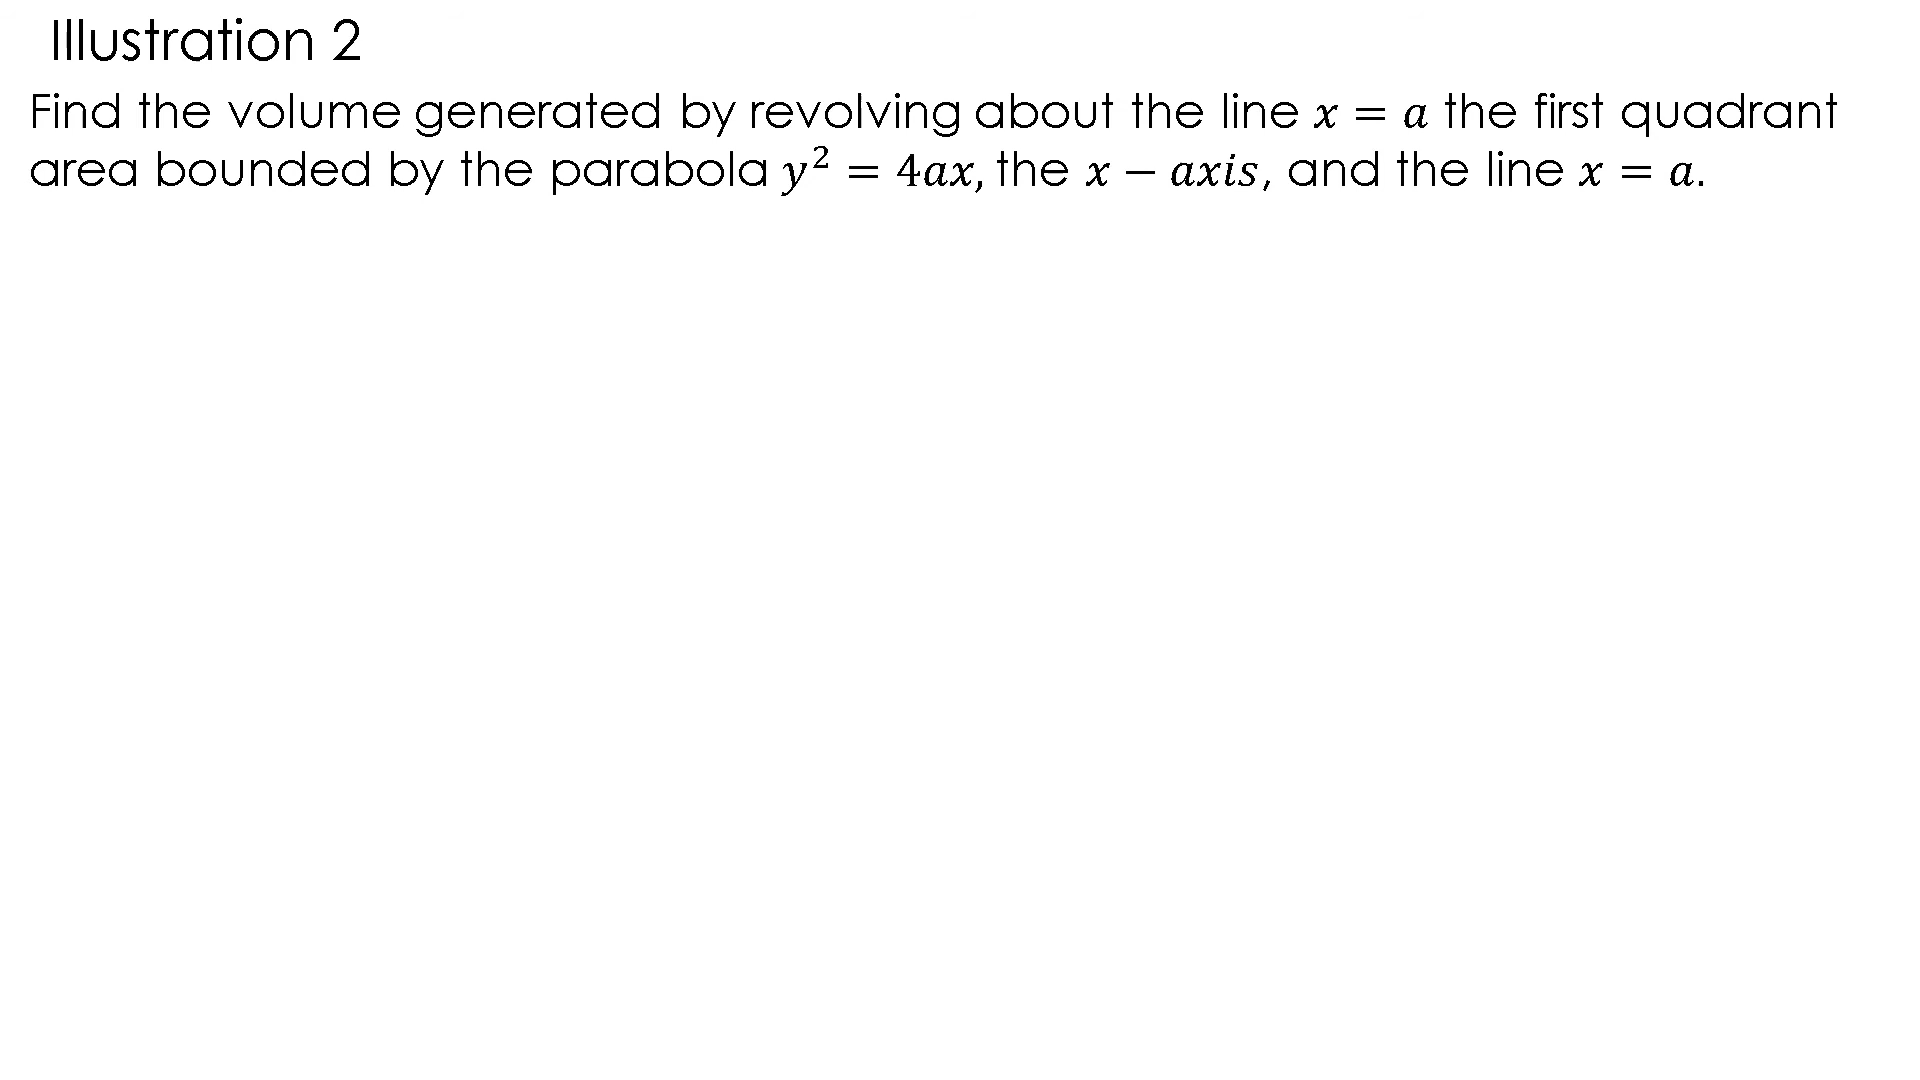 Illustration 2
Find the volume generated by revolving about the line 𝑥 = 𝑎 the first quadrant
area bounded by the parabola 𝑦² = 4𝑎𝑥, the 𝑥 − 𝑎𝑥𝑖𝑠, and the line 𝑥 = 𝑎.